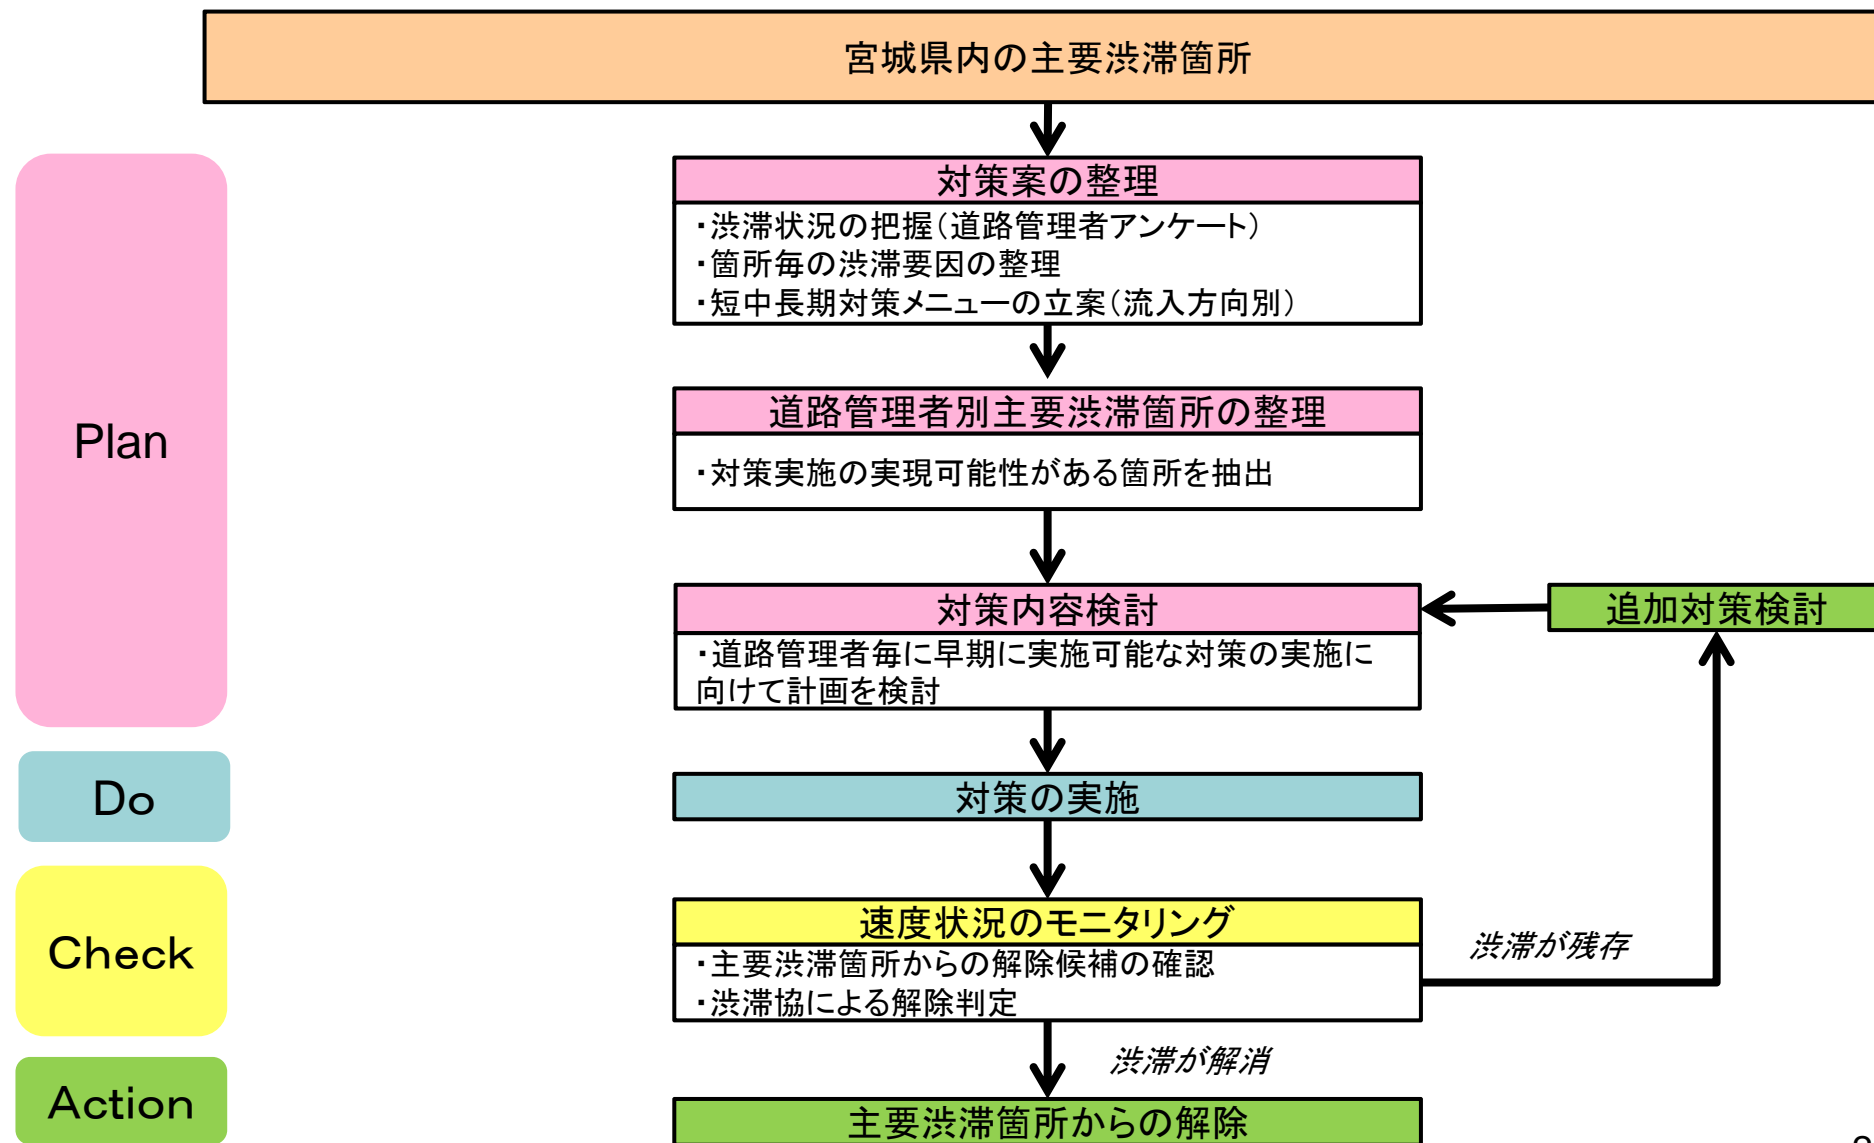 宮城県内の主要渋滞箇所
Plan
対策案の整理
・渋滞状況の把握（道路管理者アンケート）
・箇所毎の渋滞要因の整理
・短中長期対策メニューの立案（流入方向別）
道路管理者別主要渋滞箇所の整理
・対策実施の実現可能性がある箇所を抽出
対策内容検討
・道路管理者毎に早期に実施可能な対策の実施に
向けて計画を検討
追加対策検討
Do
対策の実施
Check
速度状況のモニタリング
・主要渋滞箇所からの解除候補の確認
・渋滞協による解除判定
渋滞が残存
渋滞が解消
Action
主要渋滞箇所からの解除